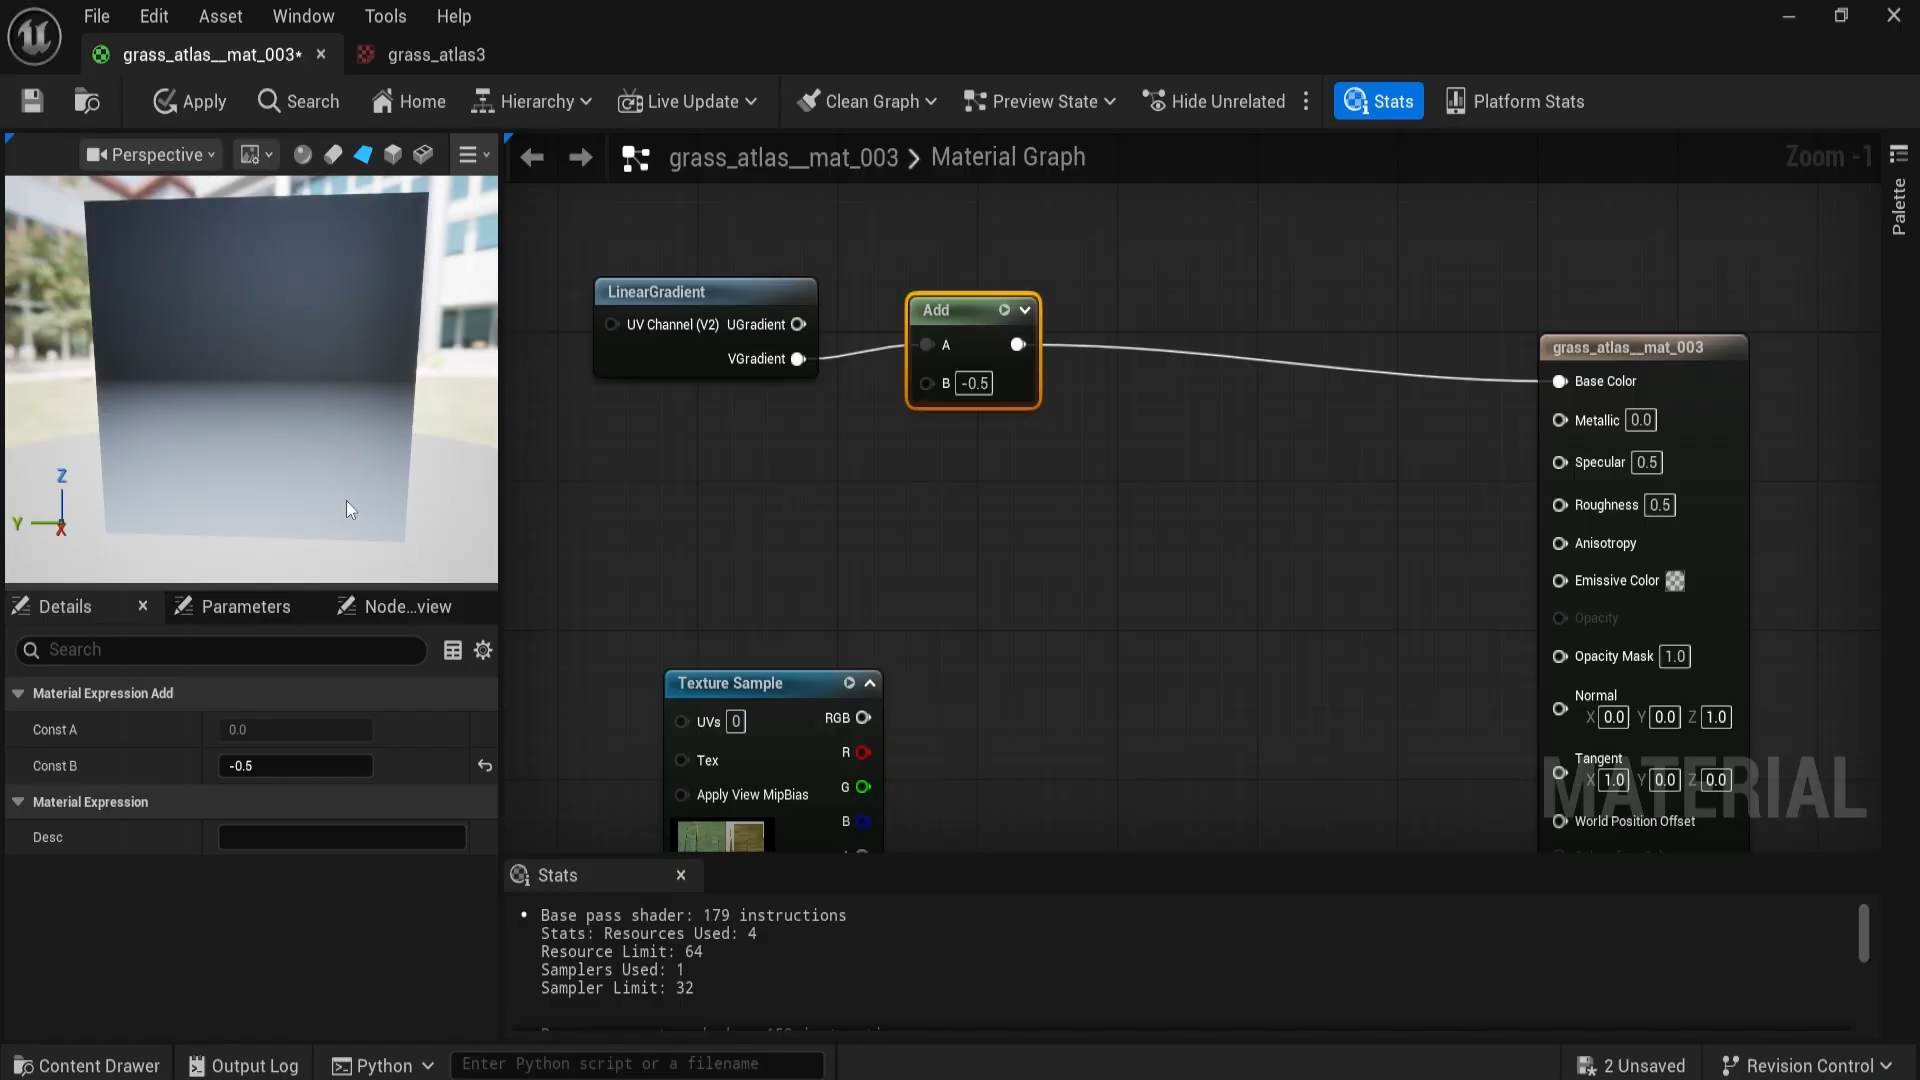 File Edit Asset Window Tools Help
grass_atlas__mat_003*
grass_atlas3
Apply Search Home Hierarchy Live Update Clean Graph Preview State Hide Unrelated Stats Platform Stats
Perspective
grass_atlas__mat_003 > Material Graph
Zoom -1
Palette
LinearGradient
UV Channel (V2) UGradient
VGradient
Add
A
B -0.5
grass_atlas__mat_003
Base Color
Metallic 0.0
Specular 0.5
Roughness 0.5
Anisotropy
Emissive Color
Opacity
Opacity Mask 1.0
Normal
X 0.0 Y 0.0 Z 1.0
Tangent
X 1.0 Y 0.0 Z 0.0
World Position Offset
MATERIAL
Z
Y
X
Texture Sample
UVs 0 RGB
R
Tex
G
Apply View MipBias
B
Details Parameters Node...view
Search
Material Expression Add
Const A 0.0
Const B -0.5
Material Expression
Desc
Stats
• Base pass shader: 179 instructions
Stats: Resources Used: 4
Resource Limit: 64
Samplers Used: 1
Sampler Limit: 32
Content Drawer Output Log Python Enter Python script or a filename 2 Unsaved Revision Control